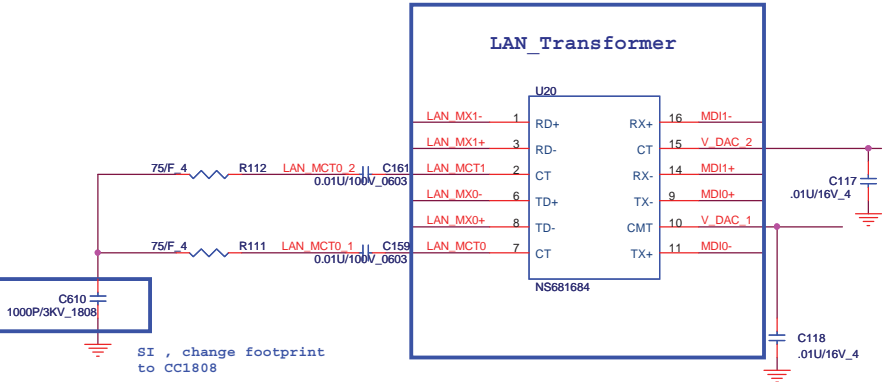 LAN_Transformer
U20
LAN_MX1- 1 RD+ RX+ 16 MDI1-
LAN_MX1+ 3 RD- CT 15 V_DAC_2
75/F_4 R112 LAN_MCT0_2 C161 LAN_MCT1 2 CT RX- 14 MDI1+
0.01U/100V_0603
C117
.01U/16V_4
LAN_MX0- 6 TD+ TX- 9 MDI0+
LAN_MX0+ 8 TD- CMT 10 V_DAC_1
75/F_4 R111 LAN_MCT0_1 C159 LAN_MCT0 7 CT TX+ 11 MDI0-
0.01U/100V_0603
NS681684
C610
1000P/3KV_1808
C118
.01U/16V_4
SI , change footprint
to CC1808